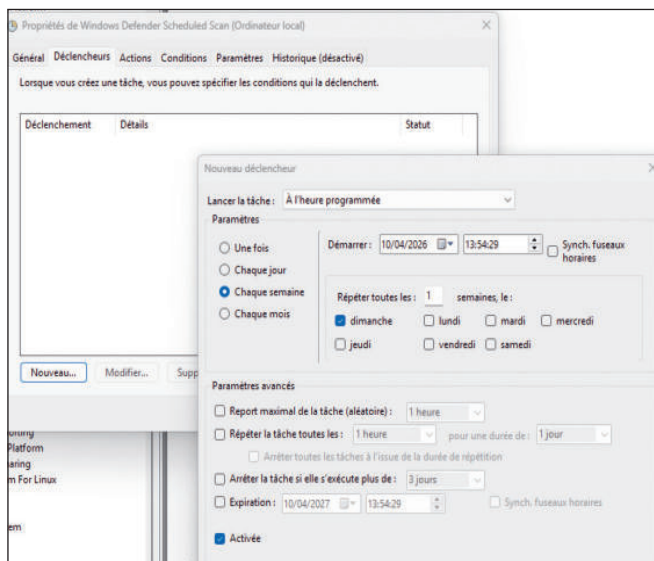 Propriétés de Windows Defender Scheduled Scan (Ordinateur local)
Général Déclencheurs Actions Conditions Paramètres Historique (désactivé)
Lorsque vous créez une tâche, vous pouvez spécifier les conditions qui la déclenchent.
Déclenchement Détails Statut
Nouveau... Modifier... Supp
Platform
aring
m For Linux
em
Nouveau déclencheur
Lancer la tâche : À l'heure programmée
Paramètres
Une fois
Chaque jour
Chaque semaine
Chaque mois
Démarrer : 10/04/2026 13:54:29 Synch. fuseaux
horaires
Répéter toutes les : 1 semaines, le :
dimanche lundi mardi mercredi
jeudi vendredi samedi
Paramètres avancés
Report maximal de la tâche (aléatoire) : 1 heure
Répéter la tâche toutes les : 1 heure pour une durée de : 1 jour
Arrêter toutes les tâches à l'issue de la durée de répétition
Arrêter la tâche si elle s'exécute plus de : 3 jours
Expiration : 10/04/2027 13:54:29 Synch. fuseaux horaires
Activée